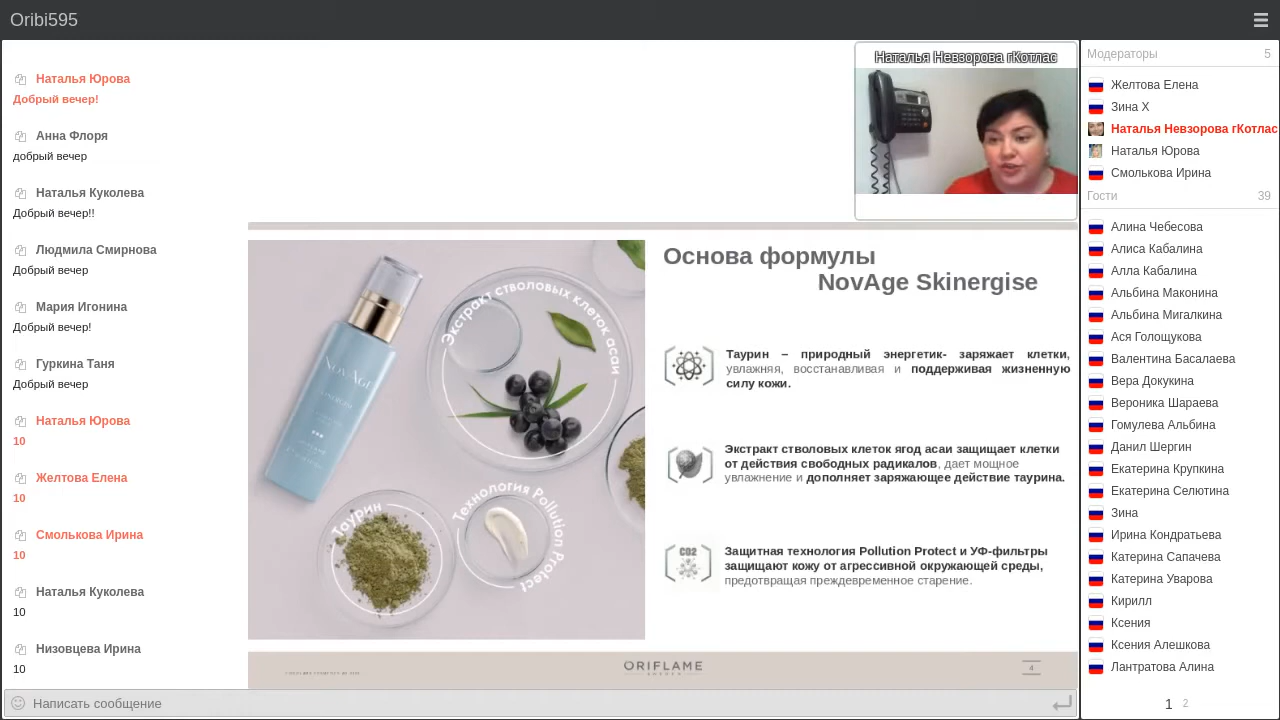 Oribi595
Наталья Юрова
Добрый вечер!
Анна Флоря
добрый вечер
Наталья Куколева
Добрый вечер!!
Людмила Смирнова
Добрый вечер
Мария Игонина
Добрый вечер!
Гуркина Таня
Добрый вечер
Наталья Юрова
10
Желтова Елена
10
Смолькова Ирина
10
Наталья Куколева
10
Низовцева Ирина
10
Написать сообщение
Наталья Невзорова гКотлас
Экстракт стволовых клеток асаи
NOVAGE
Таурин
Технология Pollution Protect
Основа формулы
NovAge Skinergise
Таурин – природный энергетик- заряжает клетки,
увлажняя, восстанавливая и поддерживая жизненную
силу кожи.
Экстракт стволовых клеток ягод асаи защищает клетки
от действия свободных радикалов, дает мощное
увлажнение и дополняет заряжающее действие таурина.
CO2
Защитная технология Pollution Protect и УФ-фильтры
защищают кожу от агрессивной окружающей среды,
предотвращая преждевременное старение.
ORIFLAME
SWEDEN
4
Модераторы 5
Желтова Елена
Зина Х
Наталья Невзорова гКотлас
Наталья Юрова
Смолькова Ирина
Гости 39
Алина Чебесова
Алиса Кабалина
Алла Кабалина
Альбина Маконина
Альбина Мигалкина
Ася Голощукова
Валентина Басалаева
Вера Докукина
Вероника Шараева
Гомулева Альбина
Данил Шергин
Екатерина Крупкина
Екатерина Селютина
Зина
Ирина Кондратьева
Катерина Сапачева
Катерина Уварова
Кирилл
Ксения
Ксения Алешкова
Лантратова Алина
1 2